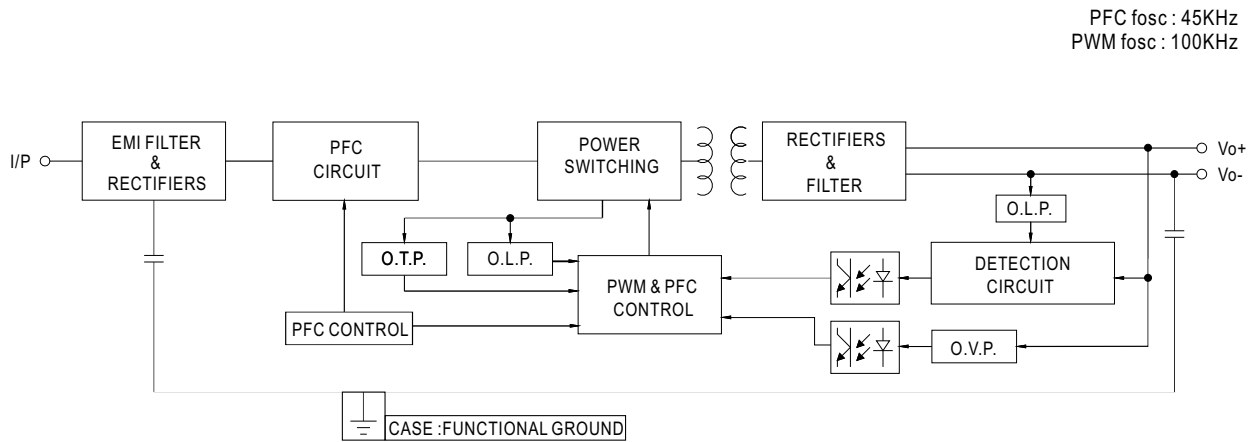 PFC fosc : 45KHz
PWM fosc : 100KHz
I/P
EMI FILTER
&
RECTIFIERS
PFC
CIRCUIT
POWER
SWITCHING
RECTIFIERS
&
FILTER
Vo+
Vo-
O.L.P.
O.T.P.
O.L.P.
PWM & PFC
CONTROL
DETECTION
CIRCUIT
PFC CONTROL
O.V.P.
CASE :FUNCTIONAL GROUND